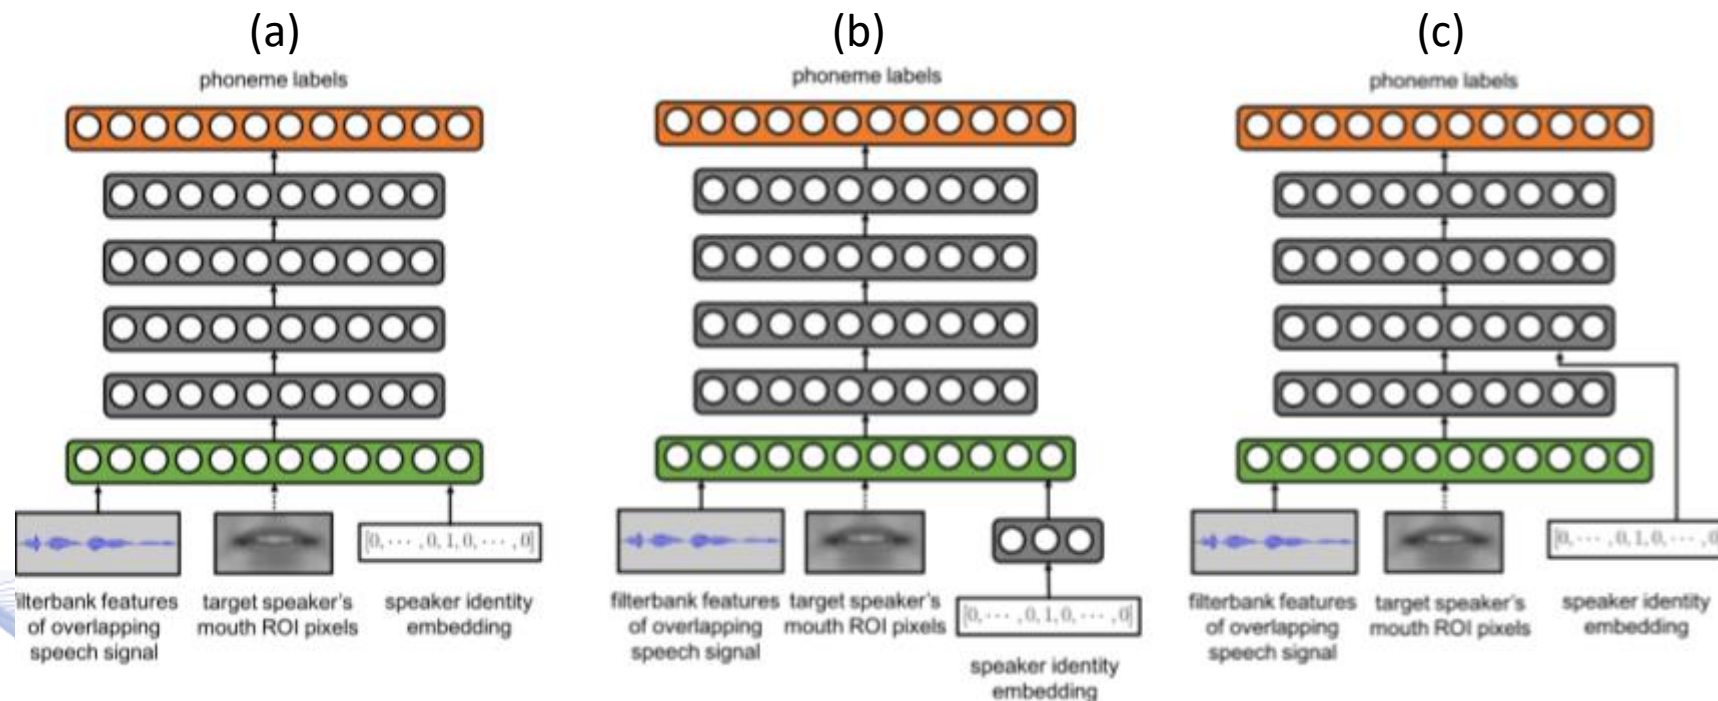 (a)
phoneme labels
[0, ⋯ , 0, 1, 0, ⋯ , 0]
ilterbank features
of overlapping
speech signal
target speaker's
mouth ROI pixels
speaker identity
embedding
(b)
phoneme labels
filterbank features
of overlapping
speech signal
target speaker's
mouth ROI pixels
[0, ⋯ , 0, 1, 0, ⋯ , 0]
speaker identity
embedding
(c)
phoneme labels
[0, ⋯ , 0, 1, 0, ⋯ , 0
filterbank features
of overlapping
speech signal
target speaker's
mouth ROI pixels
speaker identity
embedding